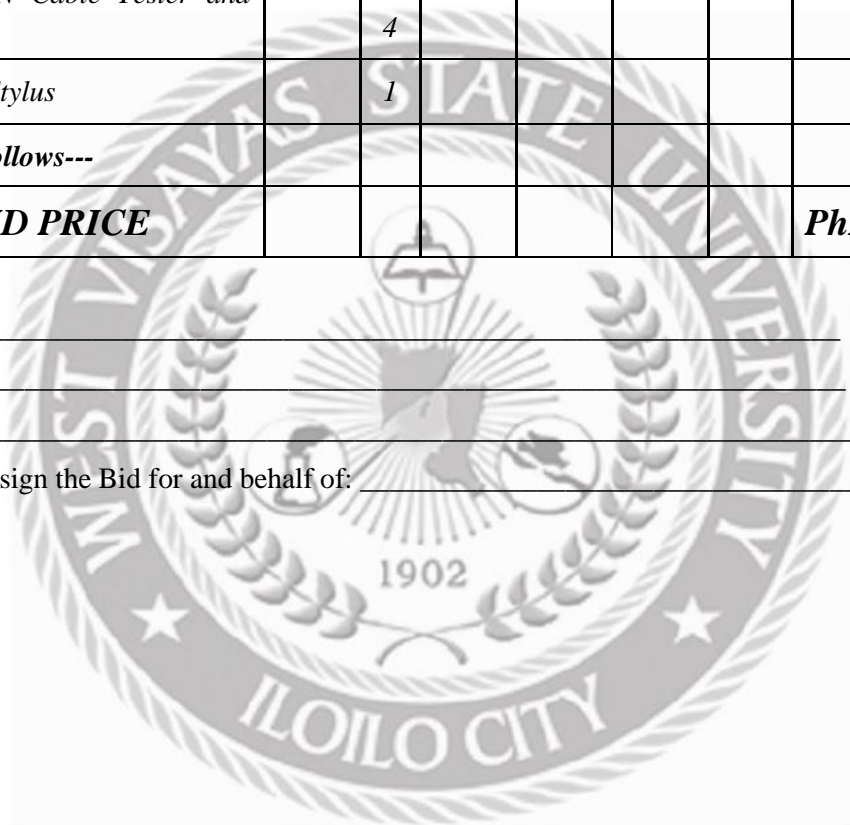 Cable Tester and
4
tylus 1
ollows---
D PRICE Ph
sign the Bid for and behalf of:
WEST VISAYAS STATE UNIVERSITY
1902
ILOILO CITY